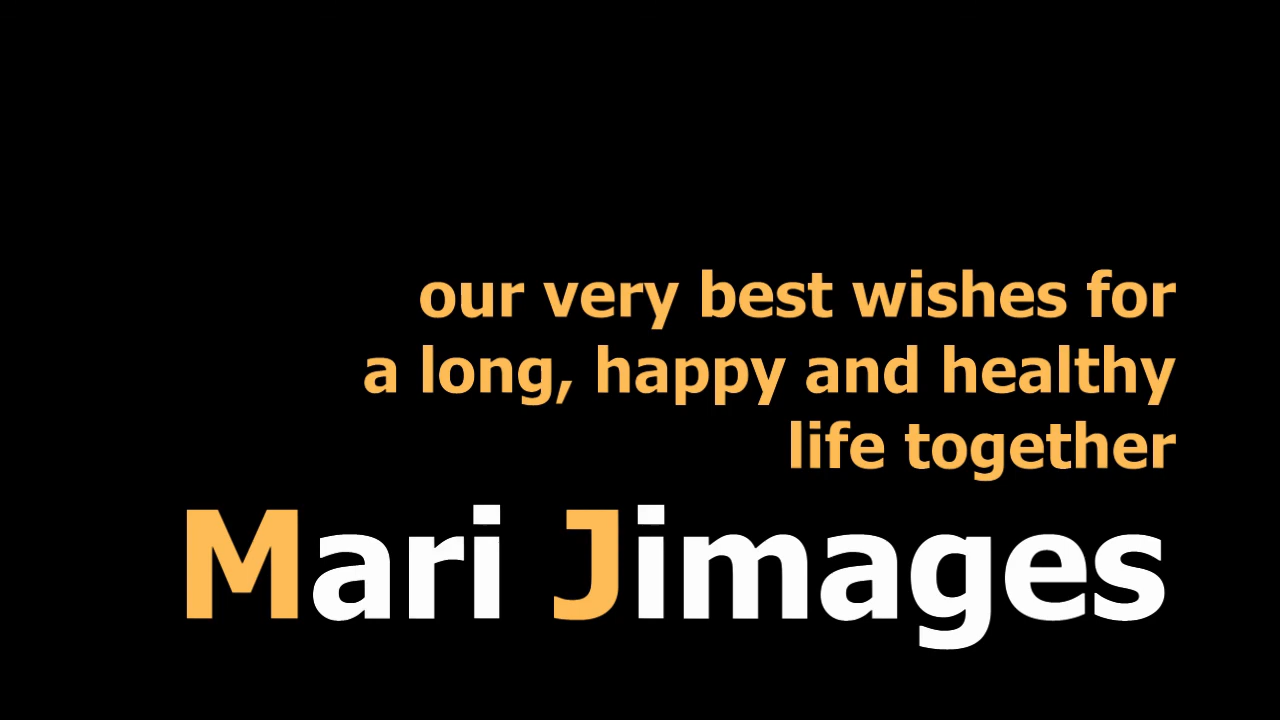 our very best wishes for
a long, happy and healthy
life together
Mari Jimages